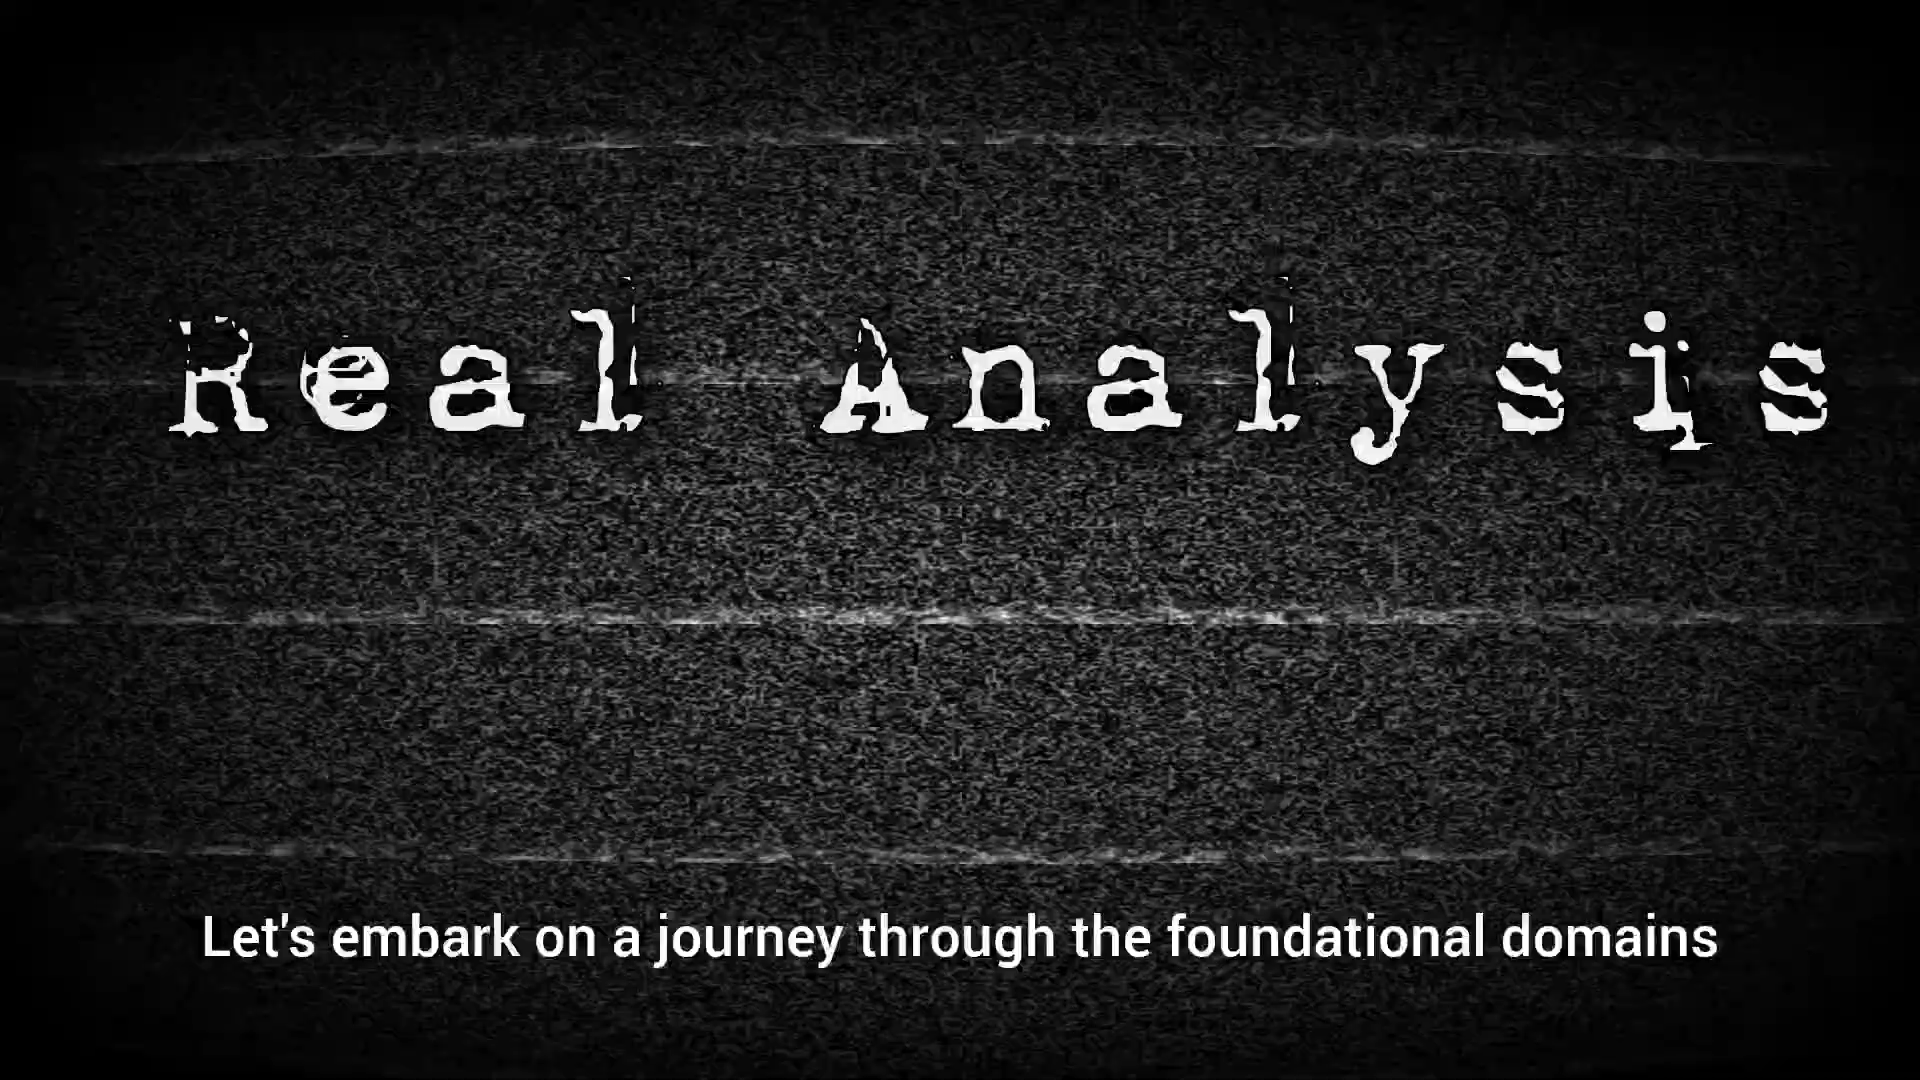 Real Analysis
Let's embark on a journey through the foundational domains